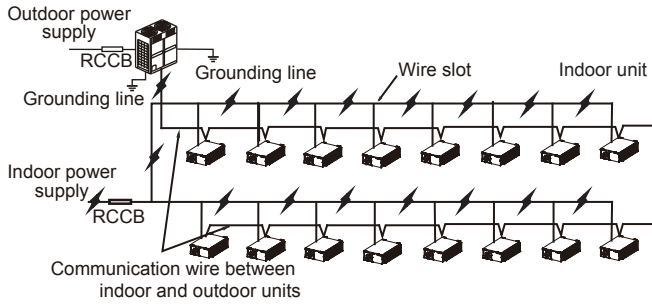 Outdoor power
supply
RCCB
Grounding line
Grounding line
Wire slot
Indoor unit
Indoor power
supply
RCCB
Communication wire between
indoor and outdoor units